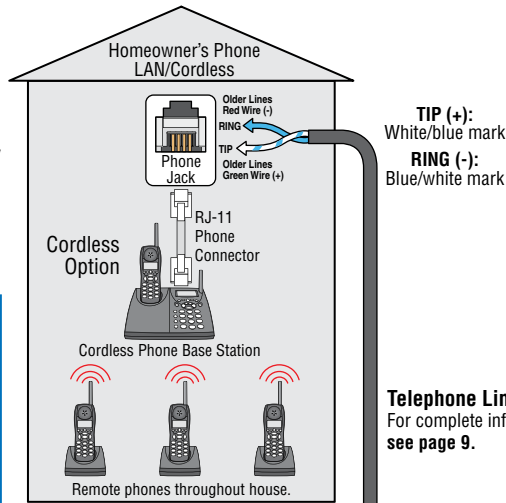 Homeowner's Phone
LAN/Cordless
Older Lines
Red Wire (-)
RING
TIP
Older Lines
Green Wire (+)
Phone
Jack
TIP (+):
White/blue mark
RING (-):
Blue/white mark
RJ-11
Phone
Connector
Cordless
Option
Cordless Phone Base Station
Remote phones throughout house.
Telephone Lin
For complete inf
see page 9.